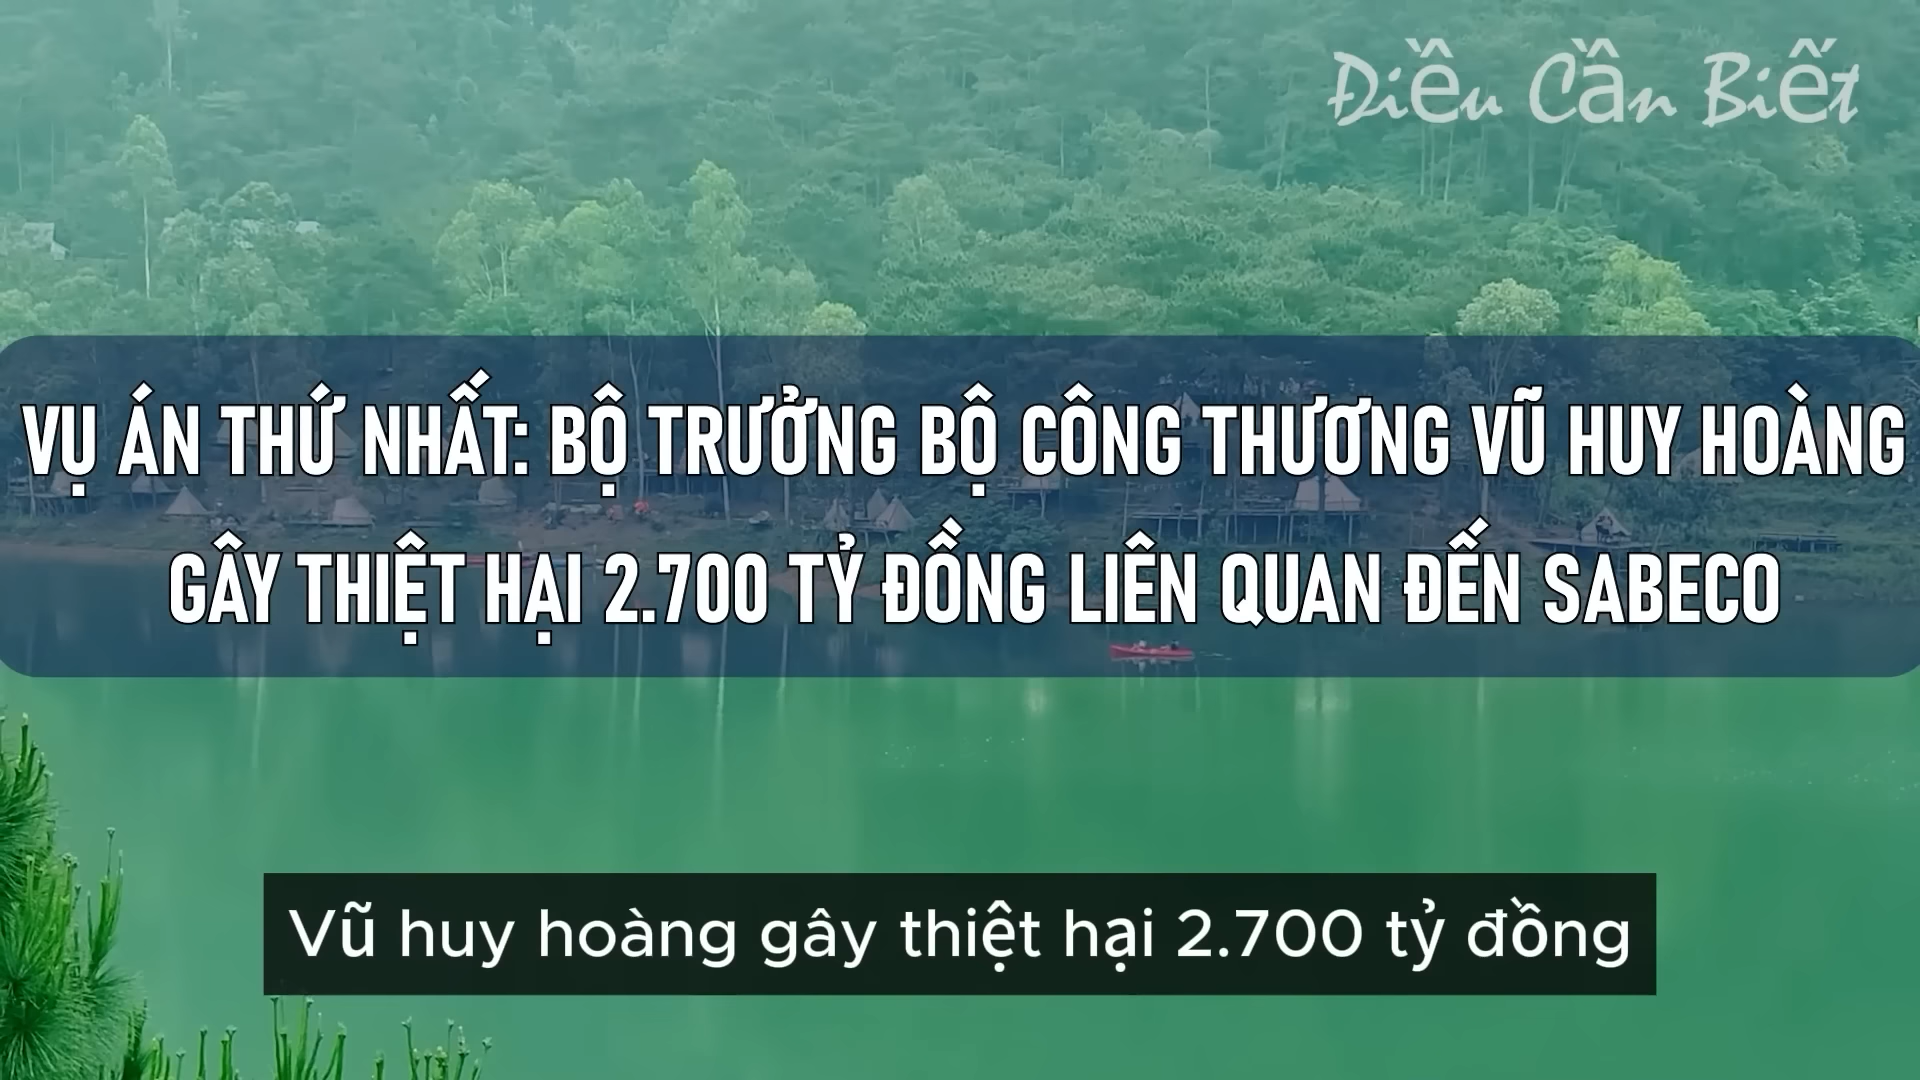 Điều Cần Biết
VỤ ÁN THỨ NHẤT: BỘ TRƯỞNG BỘ CÔNG THƯƠNG VŨ HUY HOÀNG
GÂY THIỆT HẠI 2.700 TỶ ĐỒNG LIÊN QUAN ĐẾN SABECO
Vũ huy hoàng gây thiệt hại 2.700 tỷ đồng